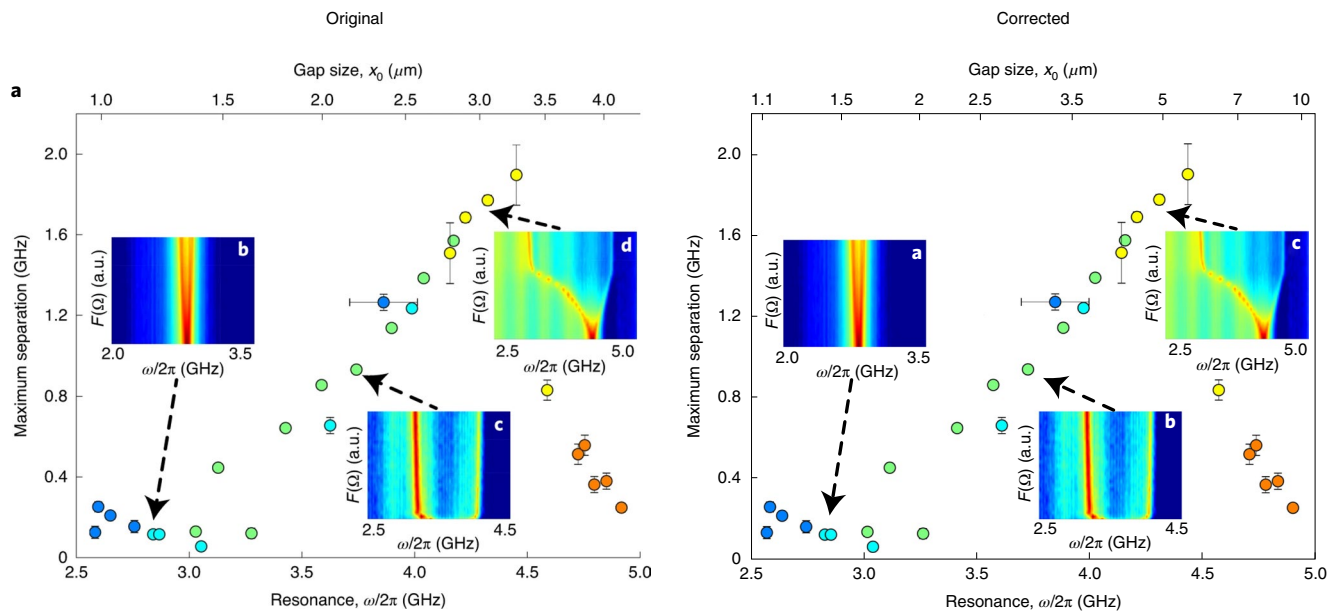 Original
Gap size, x0 (μm)
a
1.0 1.5 2.0 2.5 3.0 3.5 4.0
2.0
1.6
1.2
0.8
0.4
0
Maximum separation (GHz)
b
F(Ω) (a.u.)
2.0 3.5
ω/2π (GHz)
d
F(Ω) (a.u.)
2.5 5.0
ω/2π (GHz)
c
F(Ω) (a.u.)
2.5 4.5
ω/2π (GHz)
2.5 3.0 3.5 4.0 4.5 5.0
Resonance, ω/2π (GHz)
Corrected
Gap size, x0 (μm)
1.1 1.6 2 2.6 3.5 5 7 10
2.0
1.6
1.2
0.8
0.4
0
Maximum separation (GHz)
a
F(Ω) (a.u.)
2.0 3.5
ω/2π (GHz)
c
F(Ω) (a.u.)
2.5 5.0
ω/2π (GHz)
b
F(Ω) (a.u.)
2.5 4.5
ω/2π (GHz)
2.5 3.0 3.5 4.0 4.5 5.0
Resonance, ω/2π (GHz)